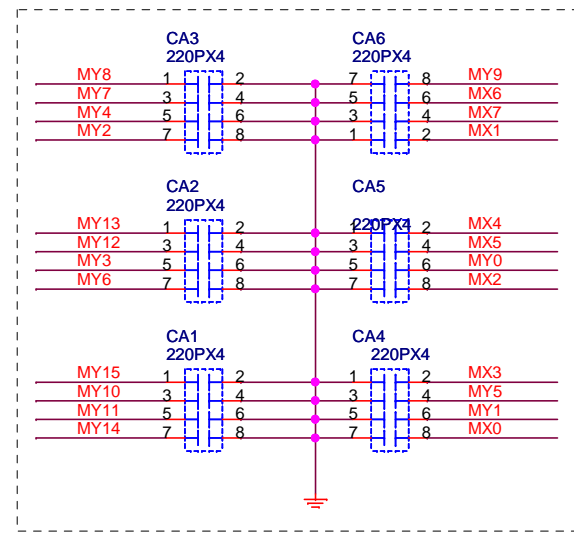 CA3 CA6
220PX4 220PX4
MY8 1 2 7 8 MY9
MY7 3 4 5 6 MX6
MY4 5 6 3 4 MX7
MY2 7 8 1 2 MX1
CA2 CA5
220PX4 220PX4
MY13 1 2 1 2 MX4
MY12 3 4 3 4 MX5
MY3 5 6 5 6 MY0
MY6 7 8 7 8 MX2
CA1 CA4
220PX4 220PX4
MY15 1 2 1 2 MX3
MY10 3 4 3 4 MY5
MY11 5 6 5 6 MY1
MY14 7 8 7 8 MX0